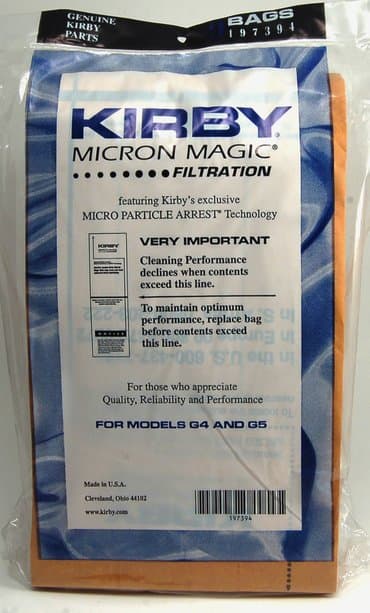 GENUINE
KIRBY
PARTS
BAGS
197394
KIRBY®
MICRON MAGIC®
FILTRATION
featuring Kirby's exclusive
MICRO PARTICLE ARREST® Technology
KIRBY
NOTICE
VERY IMPORTANT
Cleaning Performance
declines when contents
exceed this line.
To maintain optimum
performance, replace bag
before contents exceed
this line.
For those who appreciate
Quality, Reliability and Performance
FOR MODELS G4 AND G5
Made in U.S.A.
Cleveland, Ohio 44102
www.kirby.com
197394